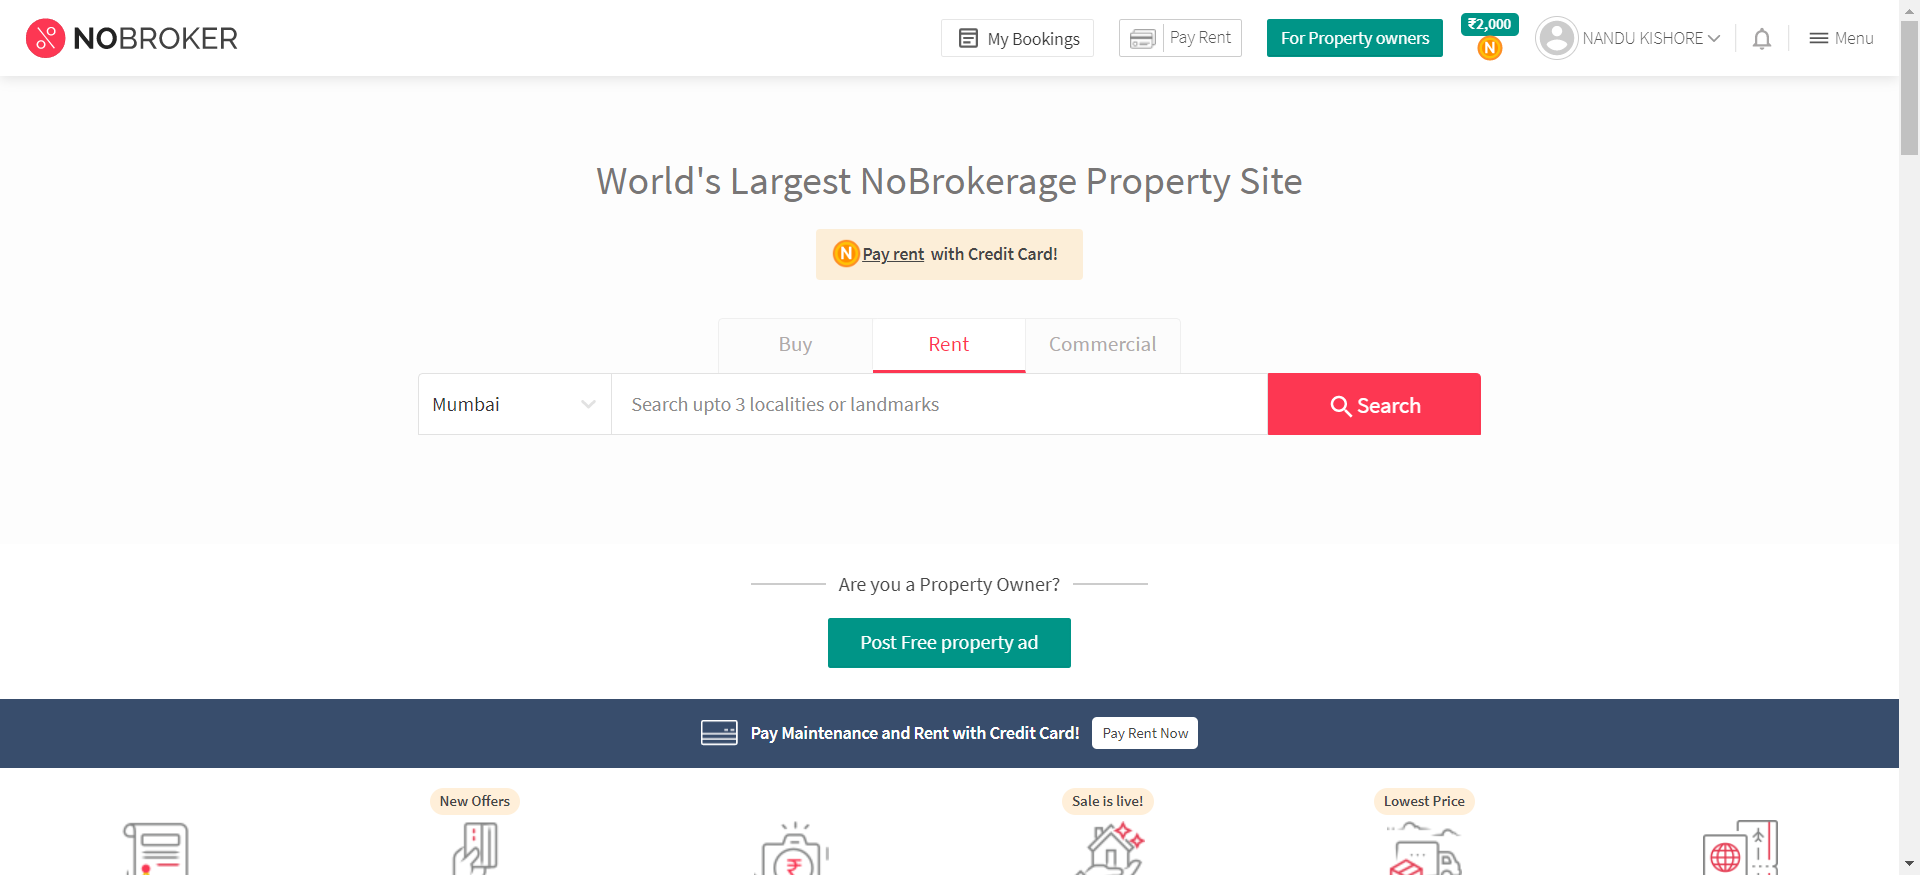 NOBROKER
My Bookings
Pay Rent
For Property owners
₹2,000
N
NANDU KISHORE
Menu
World's Largest NoBrokerage Property Site
N Pay rent with Credit Card!
Buy
Rent
Commercial
Mumbai
Search upto 3 localities or landmarks
Search
Are you a Property Owner?
Post Free property ad
Pay Maintenance and Rent with Credit Card!
Pay Rent Now
New Offers
Sale is live!
Lowest Price
₹